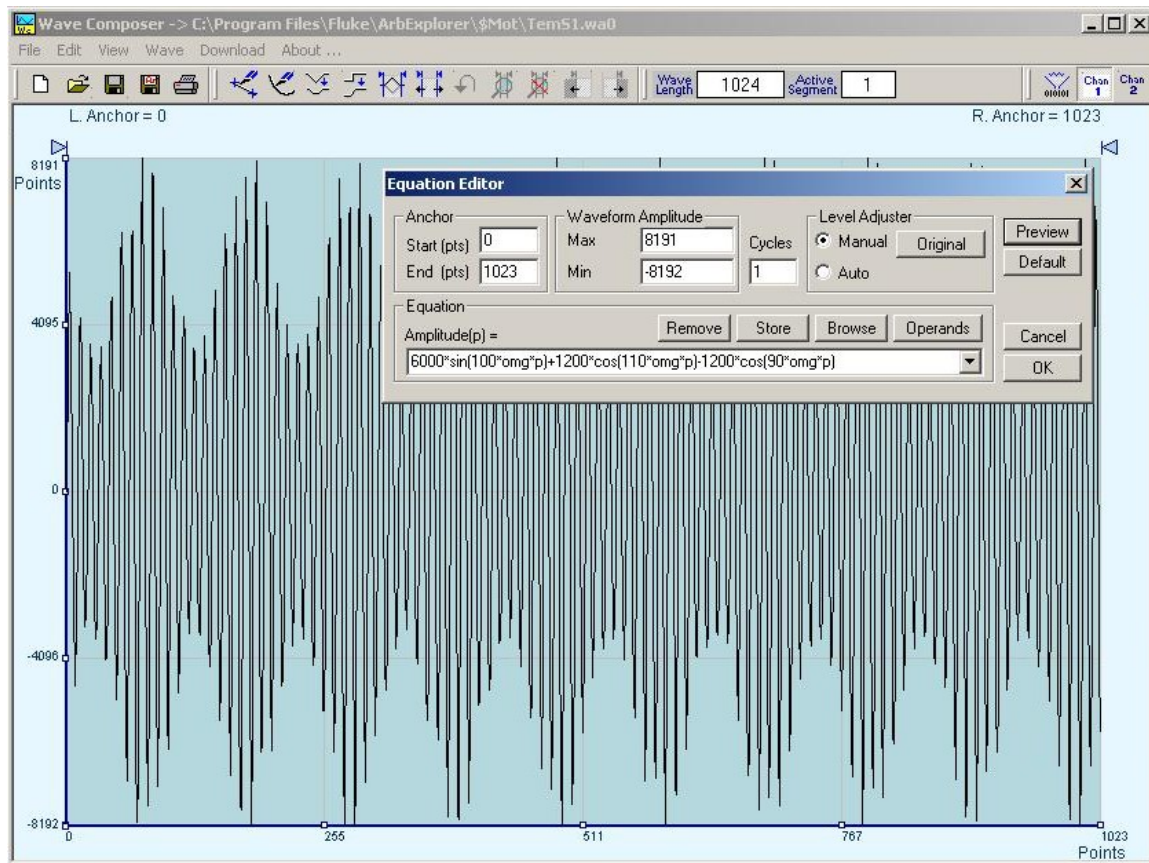 Wave Composer -> C:\Program Files\Fluke\ArbExplorer\$Mot\Tem51.wa0
File Edit View Wave Download About ...
Wave Length 1024 Active Segment 1
Chan 1 Chan 2
L. Anchor = 0
R. Anchor = 1023
8191
Points
4095
0
-4096
-8192
0
255
511
767
1023
Points
Equation Editor
Anchor
Start (pts) 0
End (pts) 1023
Waveform Amplitude
Max 8191
Min -8192
Cycles
1
Level Adjuster
Manual
Original
Auto
Preview
Default
Equation
Amplitude(p) =
Remove Store Browse Operands
6000*sin(100*omg*p)+1200*cos(110*omg*p)-1200*cos(90*omg*p)
Cancel
OK